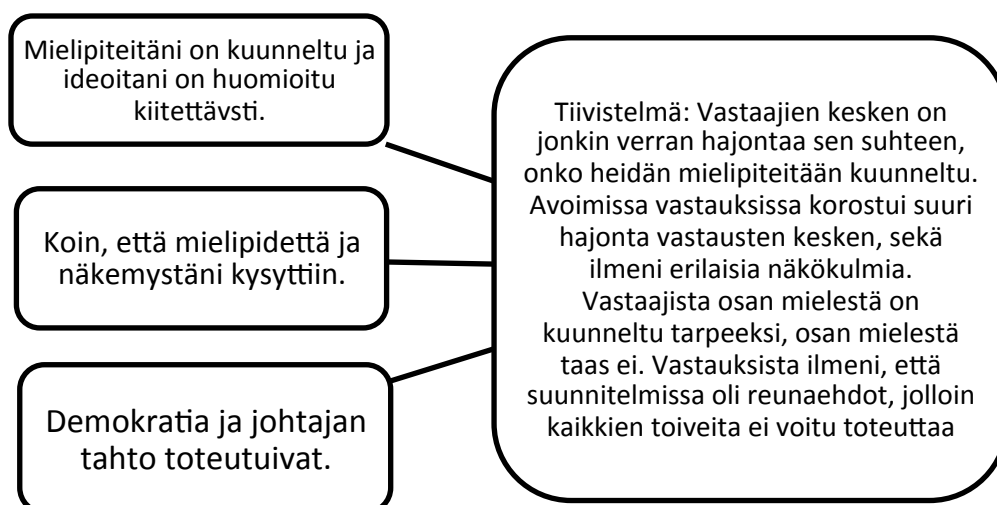 Mielipiteitäni on kuunneltu ja
ideoitani on huomioitu
kiitettävsti.
Koin, että mielipidettä ja
näkemystäni kysyttiin.
Demokratia ja johtajan
tahto toteutuivat.
Tiivistelmä: Vastaajien kesken on
jonkin verran hajontaa sen suhteen,
onko heidän mielipiteitään kuunneltu.
Avoimissa vastauksissa korostui suuri
hajonta vastausten kesken, sekä
ilmeni erilaisia näkökulmia.
Vastaajista osan mielestä on
kuunneltu tarpeeksi, osan mielestä
taas ei. Vastauksista ilmeni, että
suunnitelmissa oli reunaehdot, jolloin
kaikkien toiveita ei voitu toteuttaa